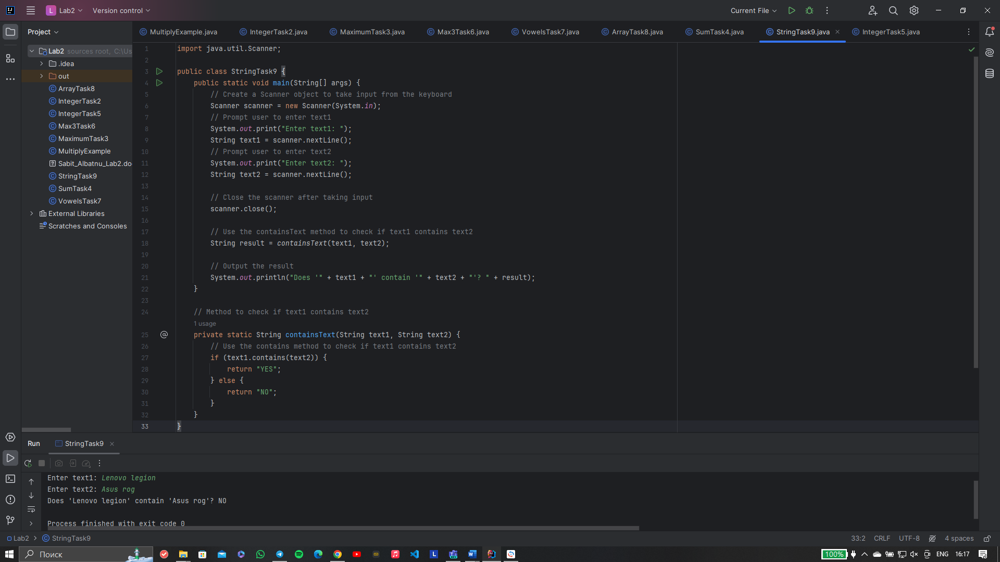 Lab2 Version control Current File
Project
MultiplyExample.java IntegerTask2.java MaximumTask3.java Max3Task6.java VowelsTask7.java ArrayTask8.java SumTask4.java StringTask9.java IntegerTask5.java
L
Lab2 sources root, C:\Us
.idea
out
ArrayTask8
IntegerTask2
IntegerTask5
Max3Task6
MaximumTask3
MultiplyExample
Sabit_Albatnu_Lab2.do
StringTask9
SumTask4
VowelsTask7
External Libraries
Scratches and Consoles
1 import java.util.Scanner;
2
3 public class StringTask9 {
4 public static void main(String[] args) {
5 // Create a Scanner object to take input from the keyboard
6 Scanner scanner = new Scanner(System.in);
7 // Prompt user to enter text1
8 System.out.print("Enter text1: ");
9 String text1 = scanner.nextLine();
10 // Prompt user to enter text2
11 System.out.print("Enter text2: ");
12 String text2 = scanner.nextLine();
13
14 // Close the scanner after taking input
15 scanner.close();
16
17 // Use the containsText method to check if text1 contains text2
18 String result = containsText(text1, text2);
19
20 // Output the result
21 System.out.println("Does '" + text1 + "' contain '" + text2 + "'? " + result);
22 }
23
24 // Method to check if text1 contains text2
1 usage
25 private static String containsText(String text1, String text2) {
26 // Use the contains method to check if text1 contains text2
27 if (text1.contains(text2)) {
28 return "YES";
29 } else {
30 return "NO";
31 }
32 }
33 }
Run StringTask9
Enter text1: Lenovo legion
Enter text2: Asus rog
Does 'Lenovo legion' contain 'Asus rog'? NO
Process finished with exit code 0
Lab2 StringTask9 33:2 CRLF UTF-8 4 spaces
Поиск 100% ENG 16:17